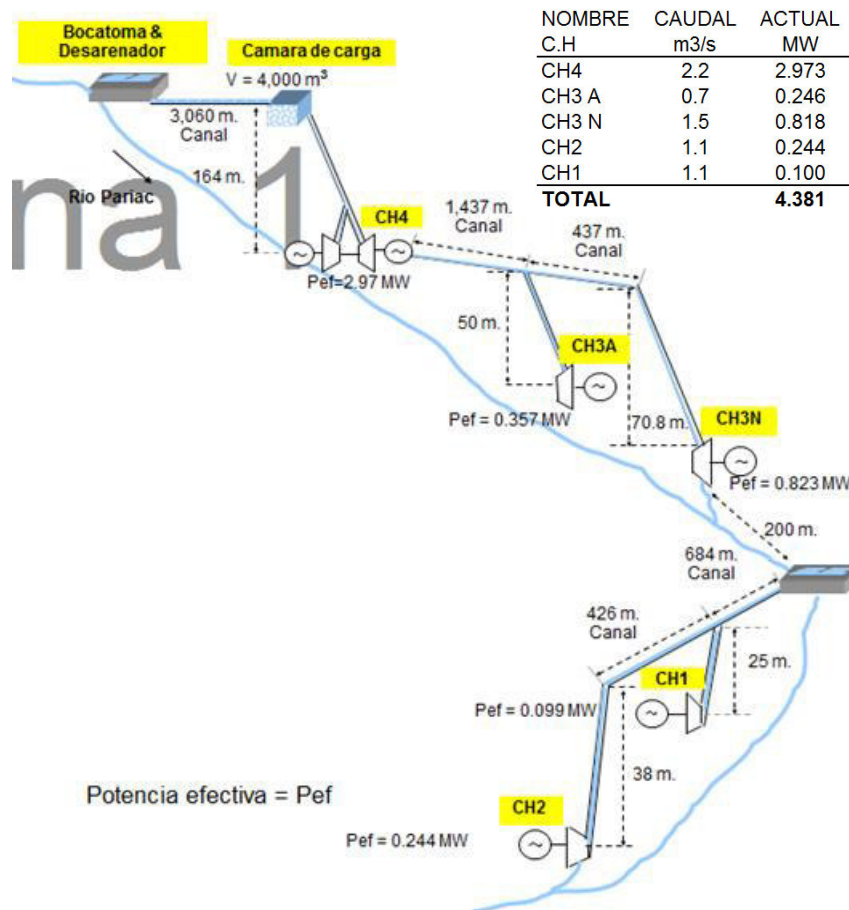 Bocatoma &
Desarenador
Camara de carga
V = 4,000 m³
3,060 m.
Canal
164 m.
Rio Pariac
na 1
CH4
Pef=2.97 MW
1,437 m.
Canal
437 m.
Canal
50 m.
CH3A
Pef = 0.357 MW
70.8 m.
CH3N
Pef = 0.823 MW
200 m.
684 m.
Canal
426 m.
Canal
25 m.
CH1
Pef = 0.099 MW
38 m.
CH2
Pef = 0.244 MW
Potencia efectiva = Pef
NOMBRE CAUDAL ACTUAL
C.H m3/s MW
CH4 2.2 2.973
CH3 A 0.7 0.246
CH3 N 1.5 0.818
CH2 1.1 0.244
CH1 1.1 0.100
TOTAL 4.381